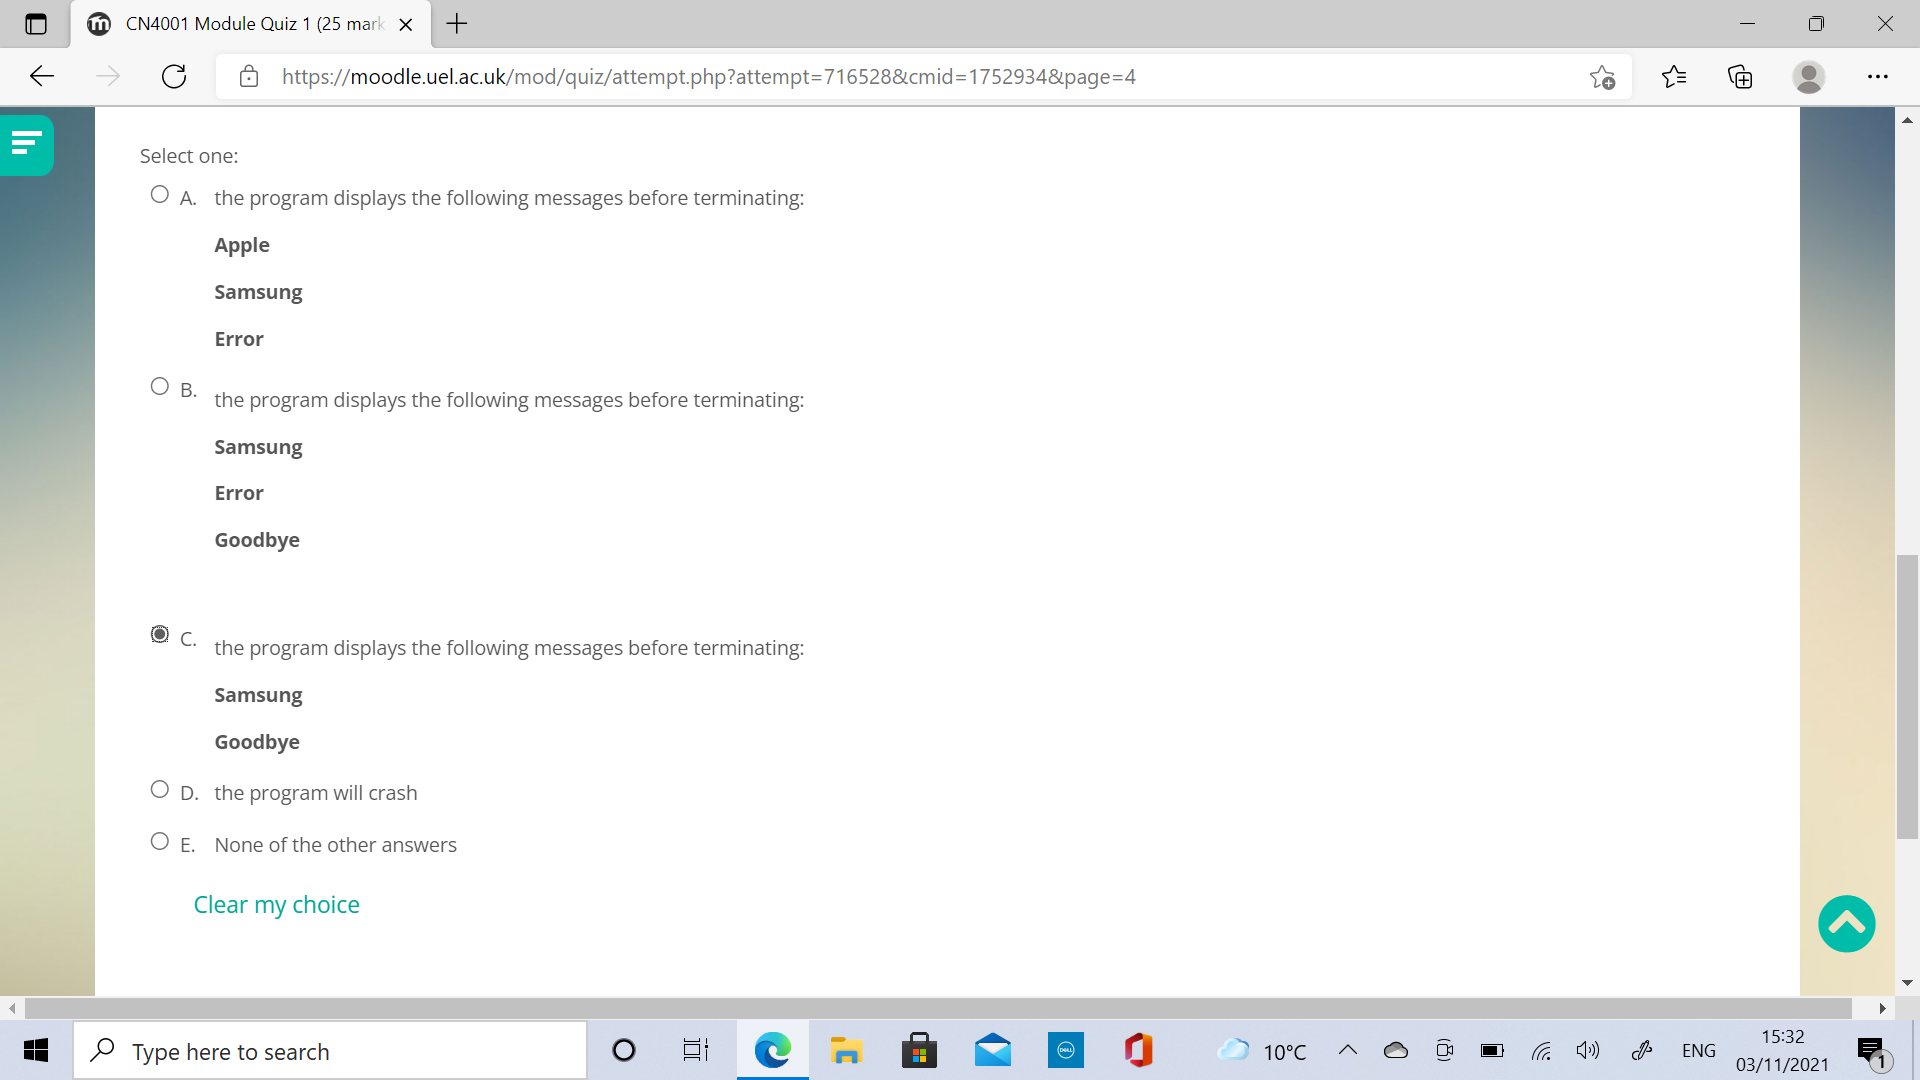 CN4001 Module Quiz 1 (25 mark
https://moodle.uel.ac.uk/mod/quiz/attempt.php?attempt=716528&cmid=1752934&page=4
Select one:
A. the program displays the following messages before terminating:
Apple
Samsung
Error
B. the program displays the following messages before terminating:
Samsung
Error
Goodbye
C. the program displays the following messages before terminating:
Samsung
Goodbye
D. the program will crash
E. None of the other answers
Clear my choice
Type here to search
DELL
10°C
ENG
15:32
03/11/2021
1